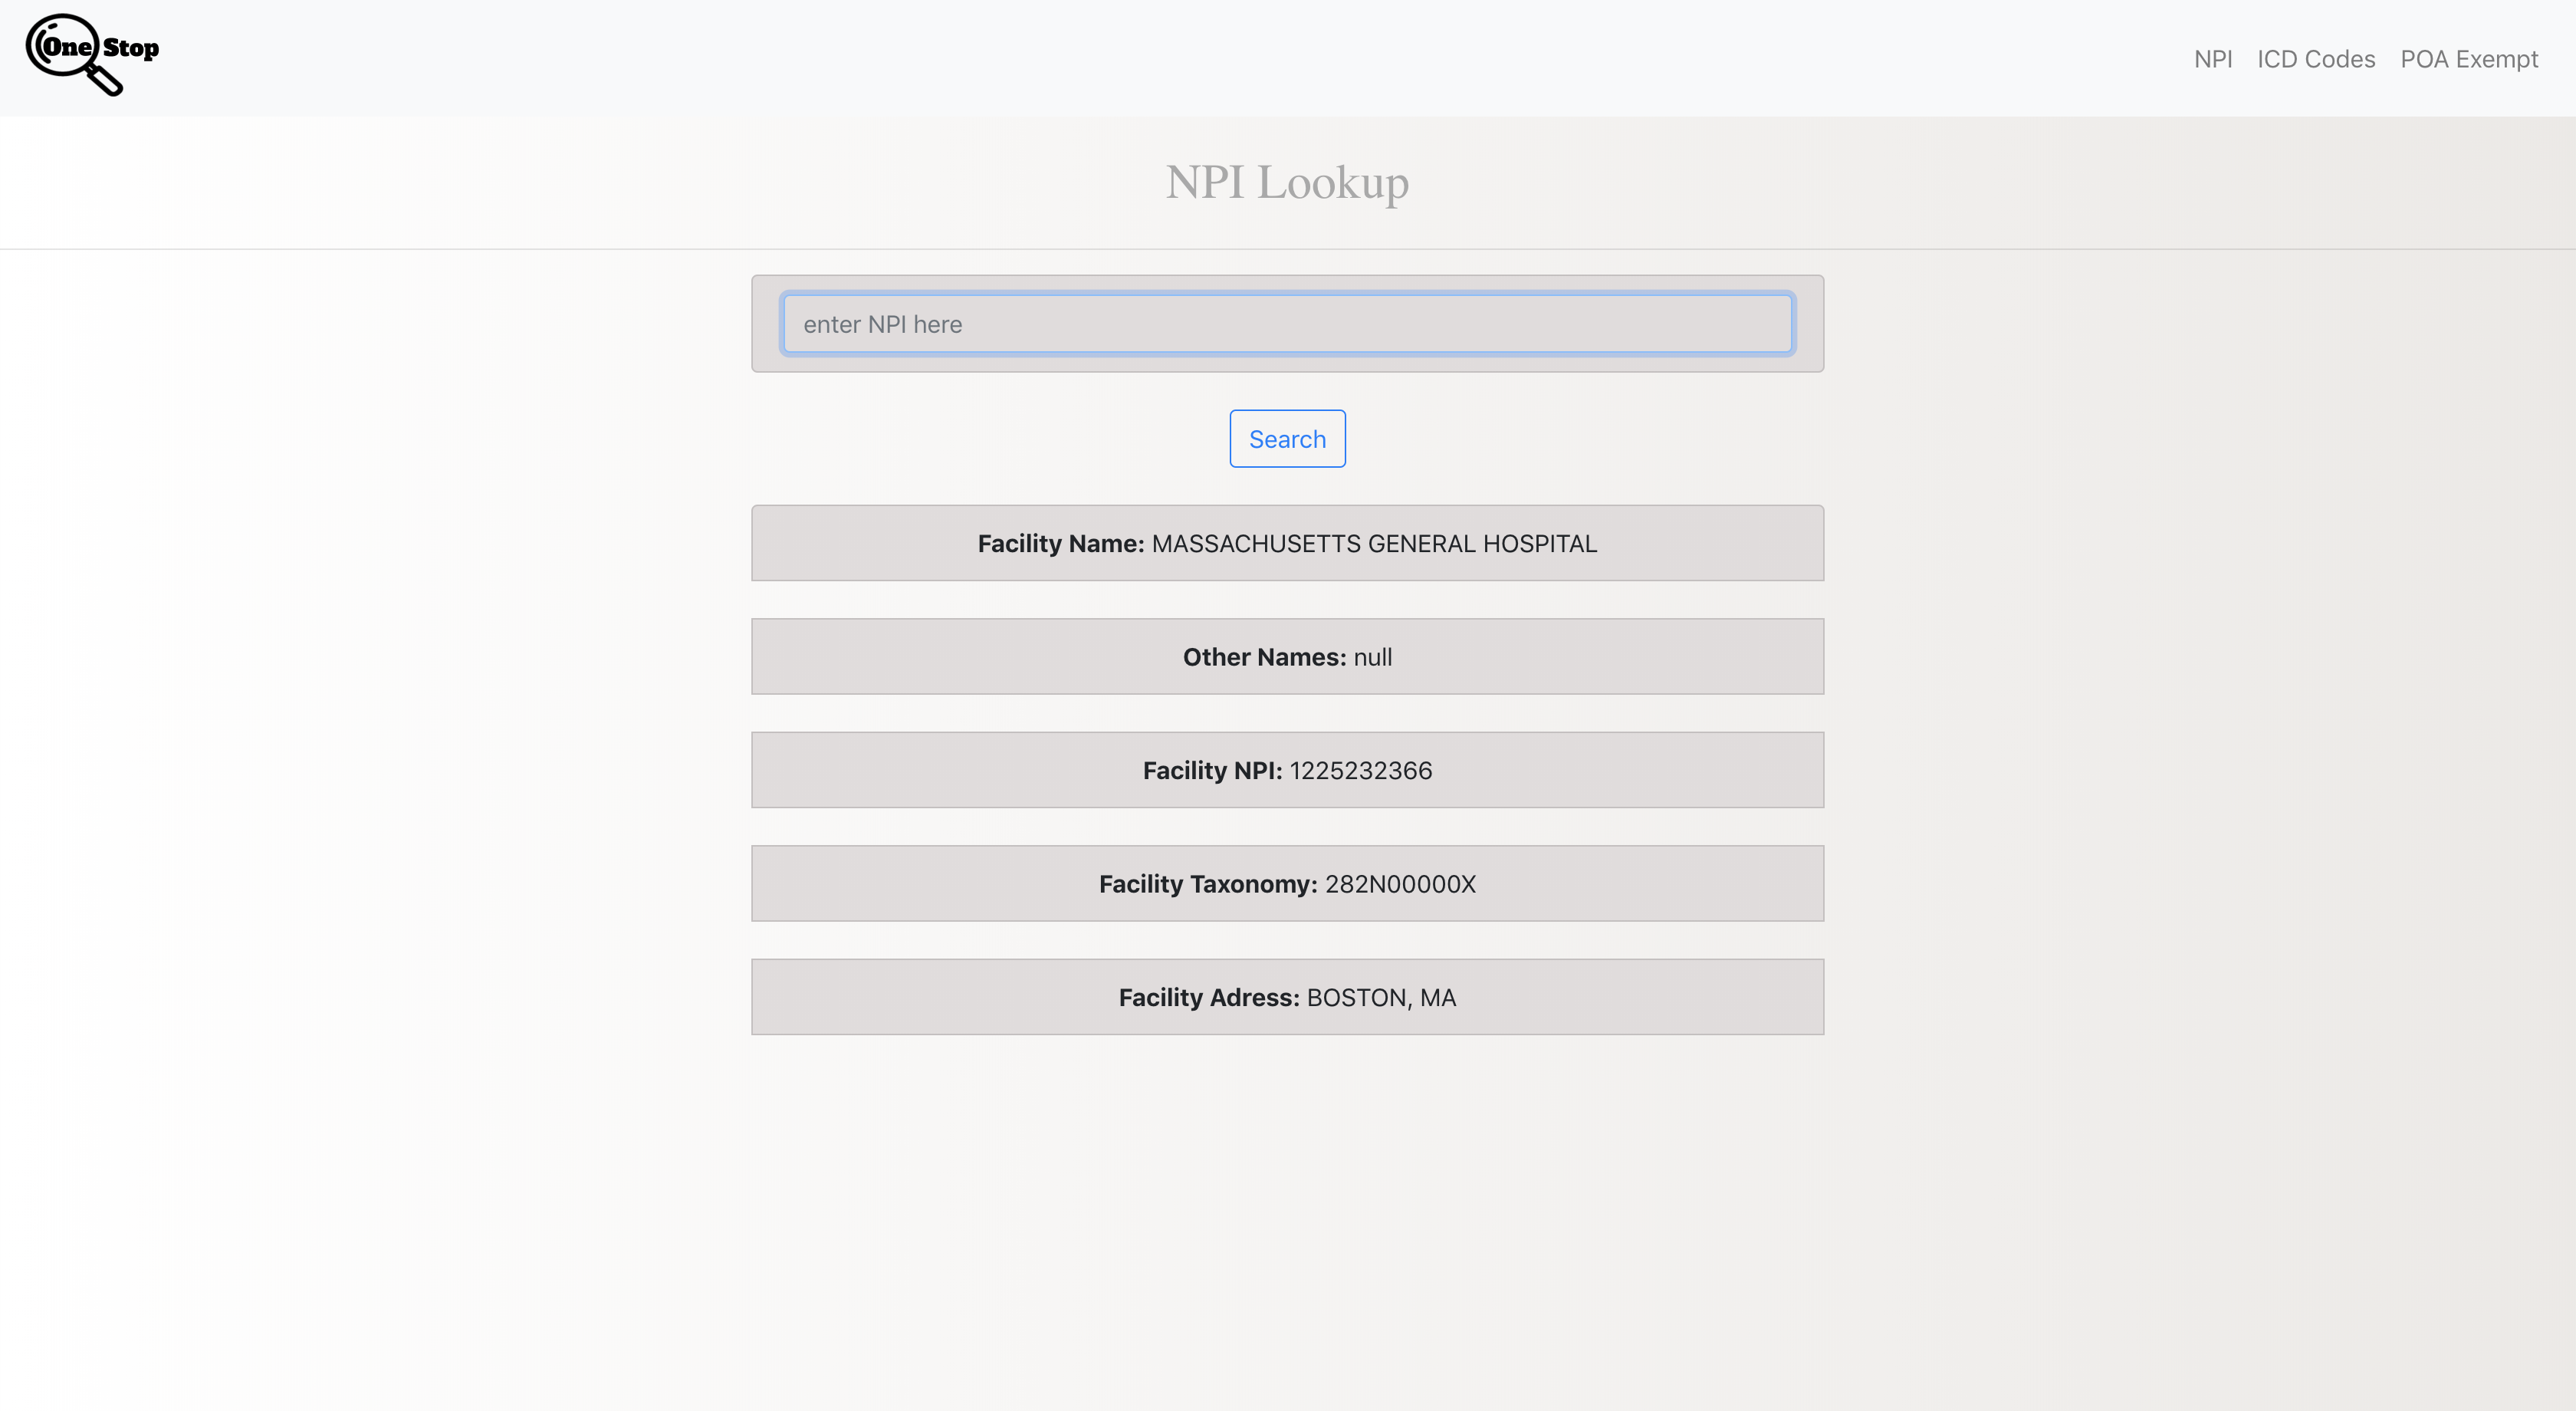 One Stop
NPI ICD Codes POA Exempt
NPI Lookup
enter NPI here
Search
Facility Name: MASSACHUSETTS GENERAL HOSPITAL
Other Names: null
Facility NPI: 1225232366
Facility Taxonomy: 282N00000X
Facility Adress: BOSTON, MA